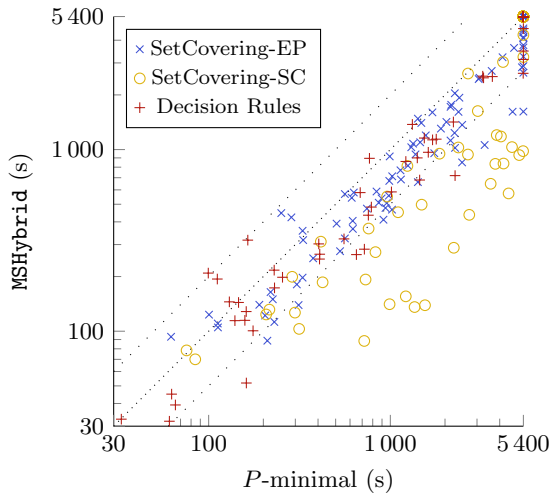 5 400
1 000
100
30
MSHybrid (s)
× SetCovering-EP
○ SetCovering-SC
+ Decision Rules
30
100
1 000
5 400
P-minimal (s)